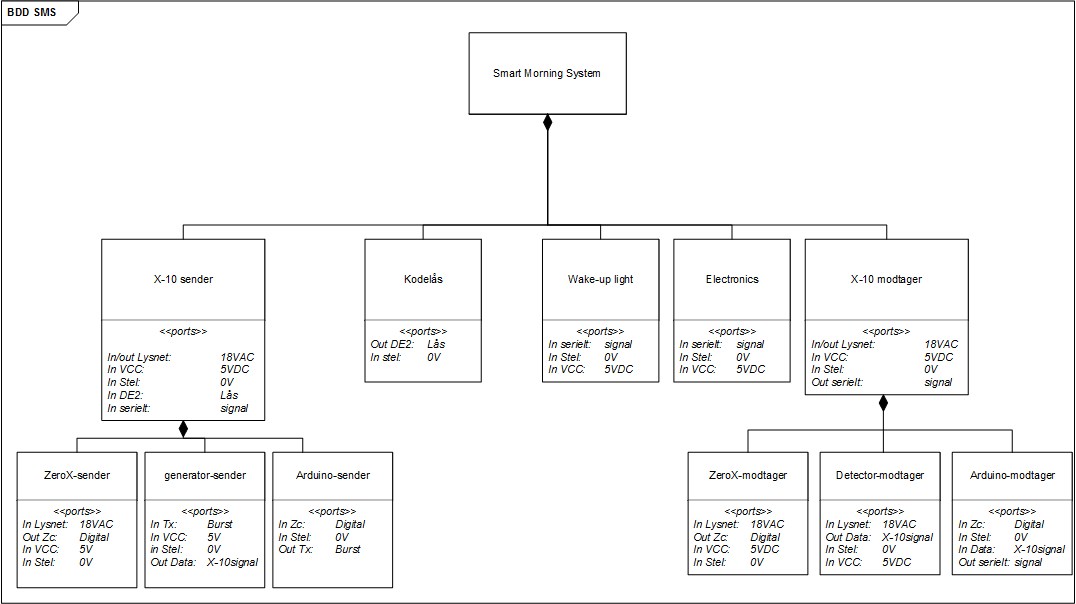 BDD SMS
Smart Morning System
X-10 sender
<<ports>>
In/out Lysnet: 18VAC
In VCC: 5VDC
In Stel: 0V
In DE2: Lås
In serielt: signal
Kodelås
<<ports>>
Out DE2: Lås
In stel: 0V
Wake-up light
<<ports>>
In serielt: signal
In Stel: 0V
In VCC: 5VDC
Electronics
<<ports>>
In serielt: signal
In Stel: 0V
In VCC: 5VDC
X-10 modtager
<<ports>>
In/out Lysnet: 18VAC
In VCC: 5VDC
In Stel: 0V
Out serielt: signal
ZeroX-sender
<<ports>>
In Lysnet: 18VAC
Out Zc: Digital
In VCC: 5V
In Stel: 0V
generator-sender
<<ports>>
In Tx: Burst
In VCC: 5V
in Stel: 0V
Out Data: X-10signal
Arduino-sender
<<ports>>
In Zc: Digital
In Stel: 0V
Out Tx: Burst
ZeroX-modtager
<<ports>>
In Lysnet: 18VAC
Out Zc: Digital
In VCC: 5VDC
In Stel: 0V
Detector-modtager
<<ports>>
In Lysnet: 18VAC
Out Data: X-10signal
In Stel: 0V
In VCC: 5VDC
Arduino-modtager
<<ports>>
In Zc: Digital
In Stel: 0V
In Data: X-10signal
Out serielt: signal